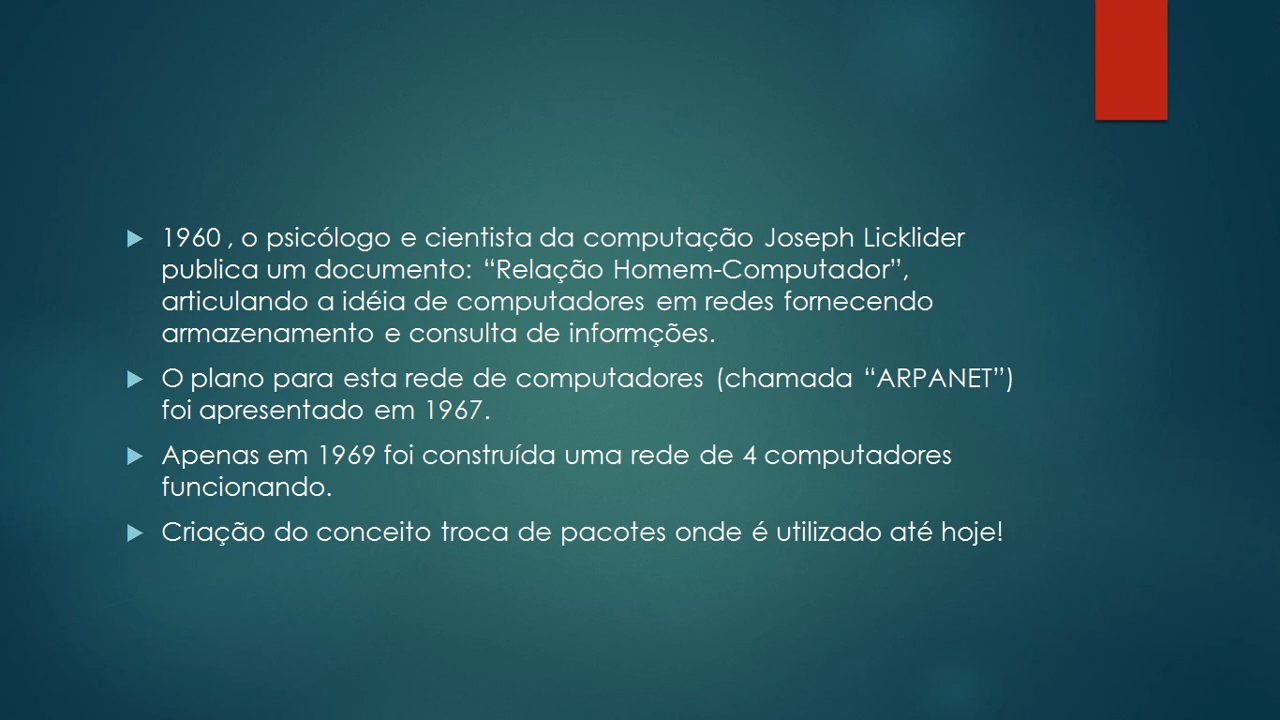 1960 , o psicólogo e cientista da computação Joseph Licklider
publica um documento: “Relação Homem-Computador”,
articulando a idéia de computadores em redes fornecendo
armazenamento e consulta de informções.
O plano para esta rede de computadores (chamada “ARPANET”)
foi apresentado em 1967.
Apenas em 1969 foi construída uma rede de 4 computadores
funcionando.
Criação do conceito troca de pacotes onde é utilizado até hoje!